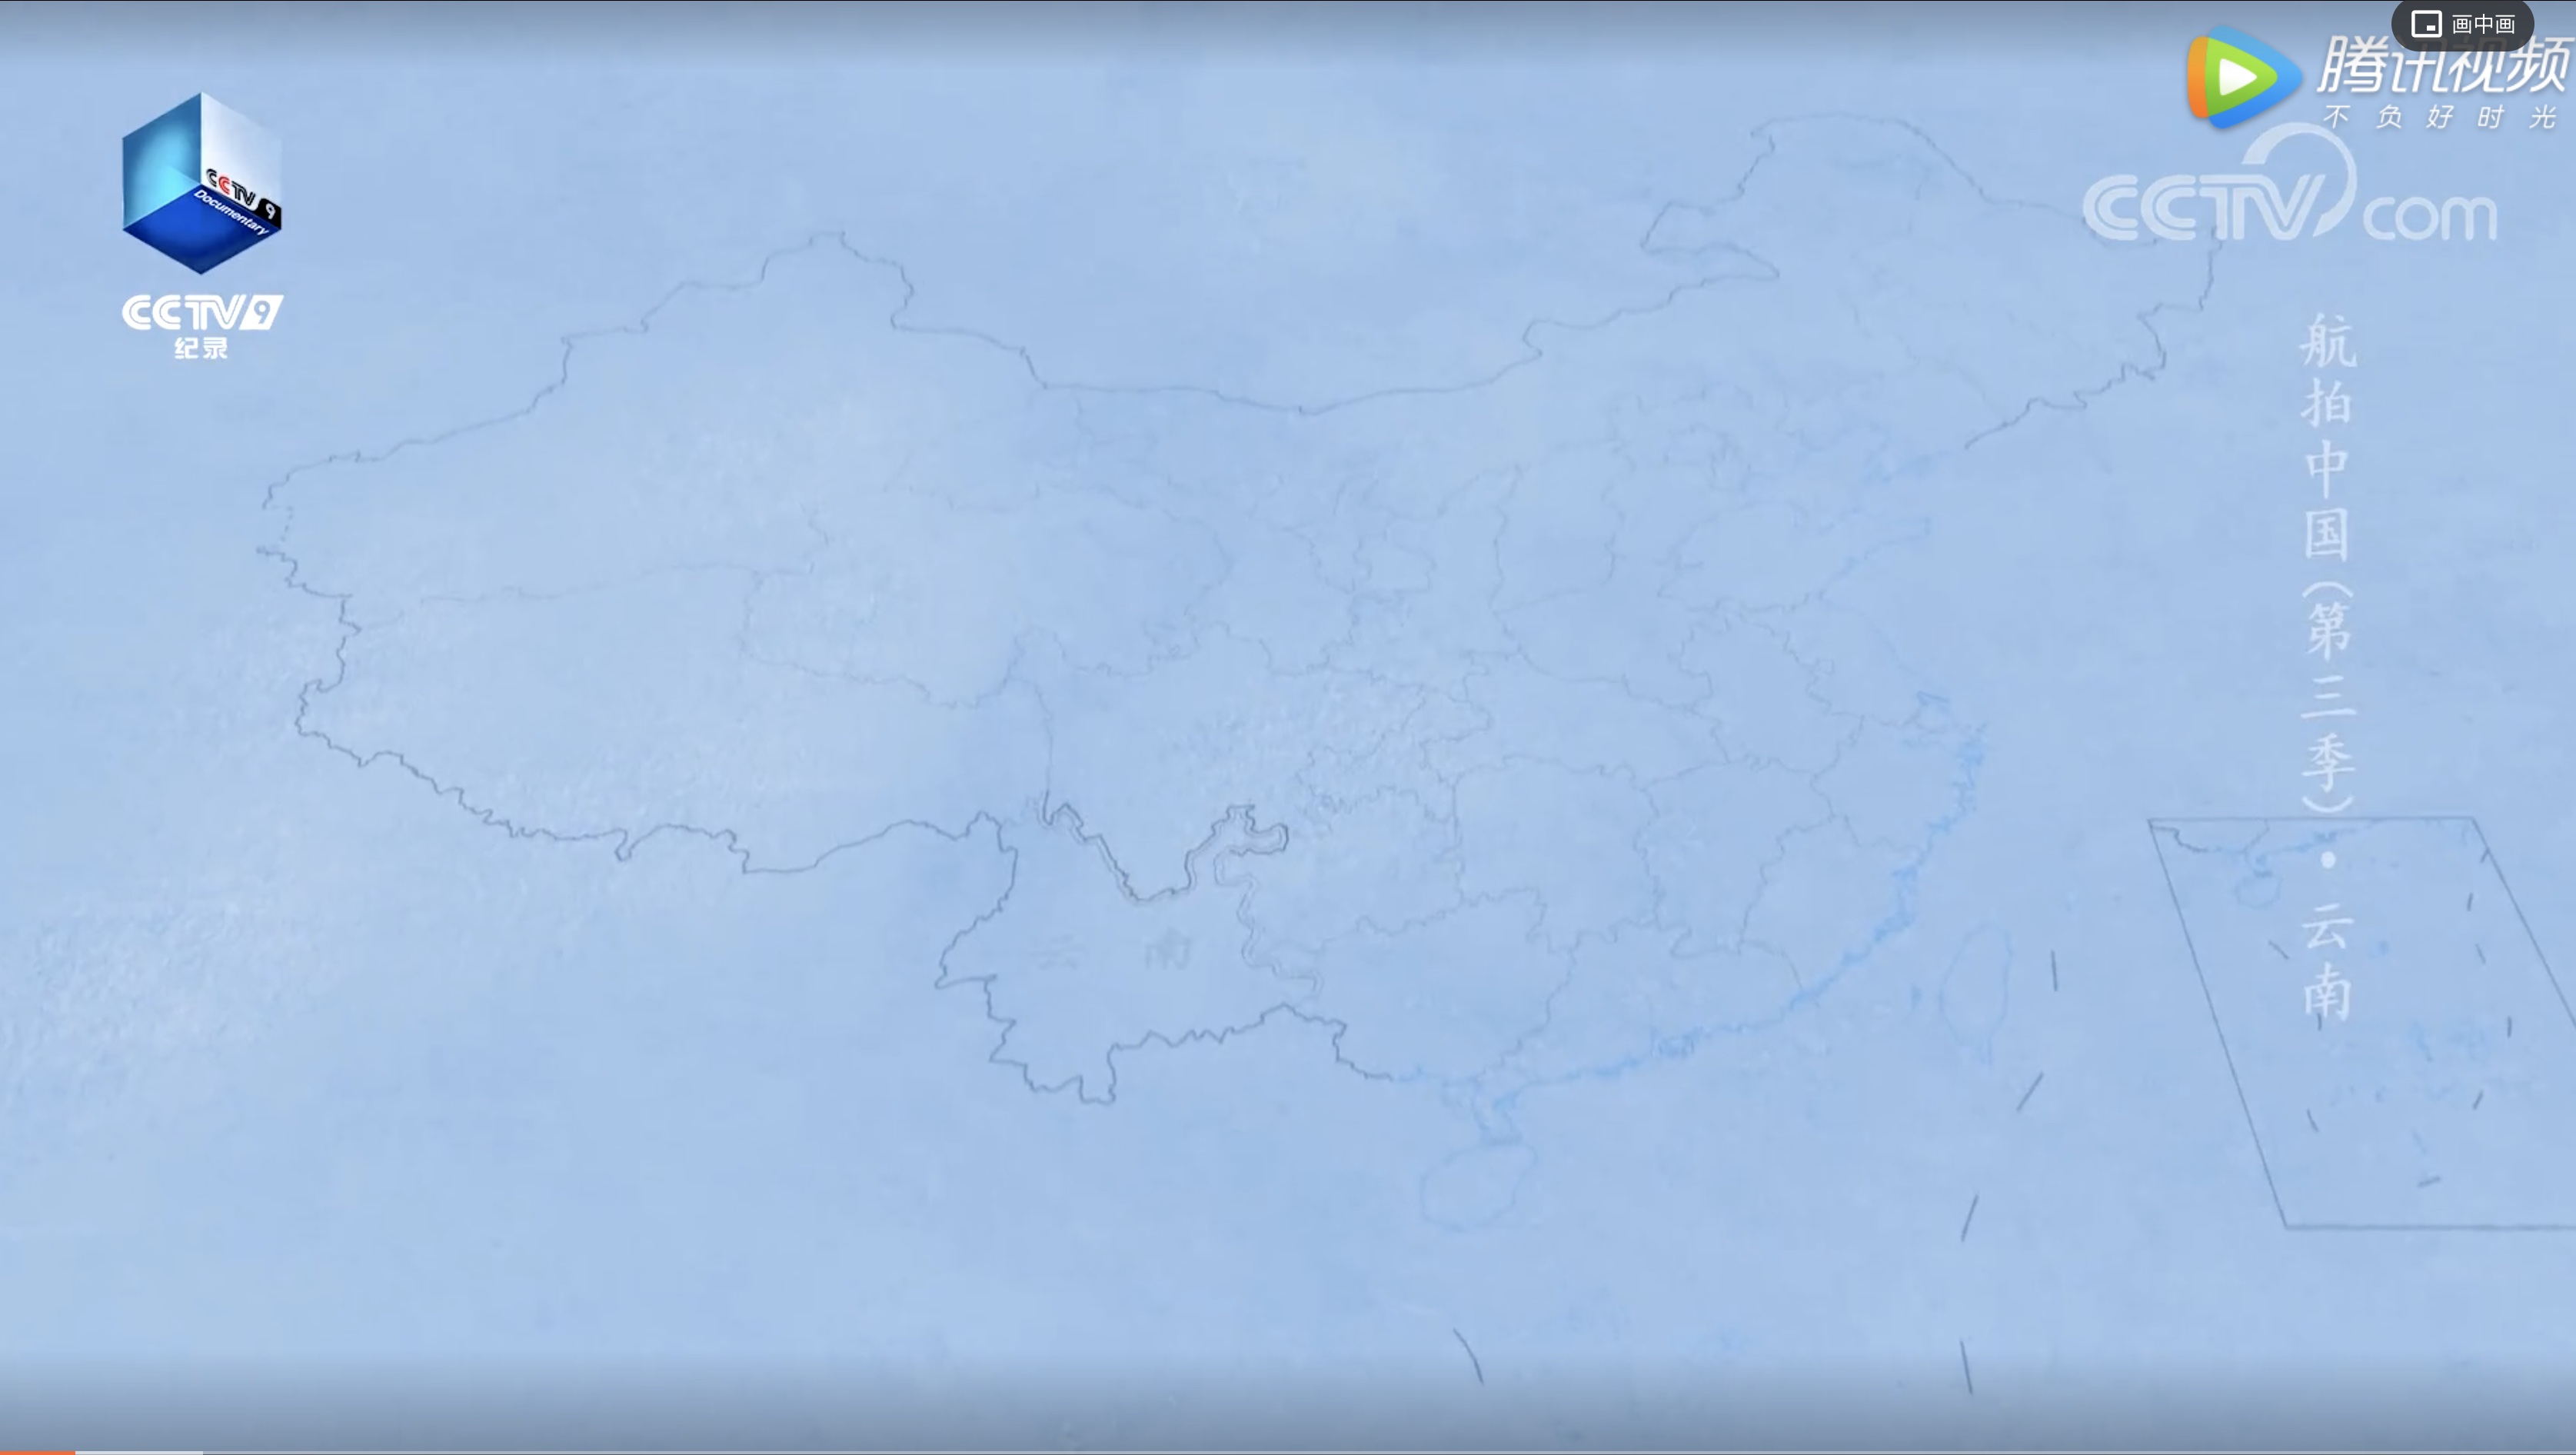 画中画
腾讯视频
不负好时光
CCTV 9
Documentary
CCTV 9
纪录
CCTV com
航拍中国（第三季）·云南
云南